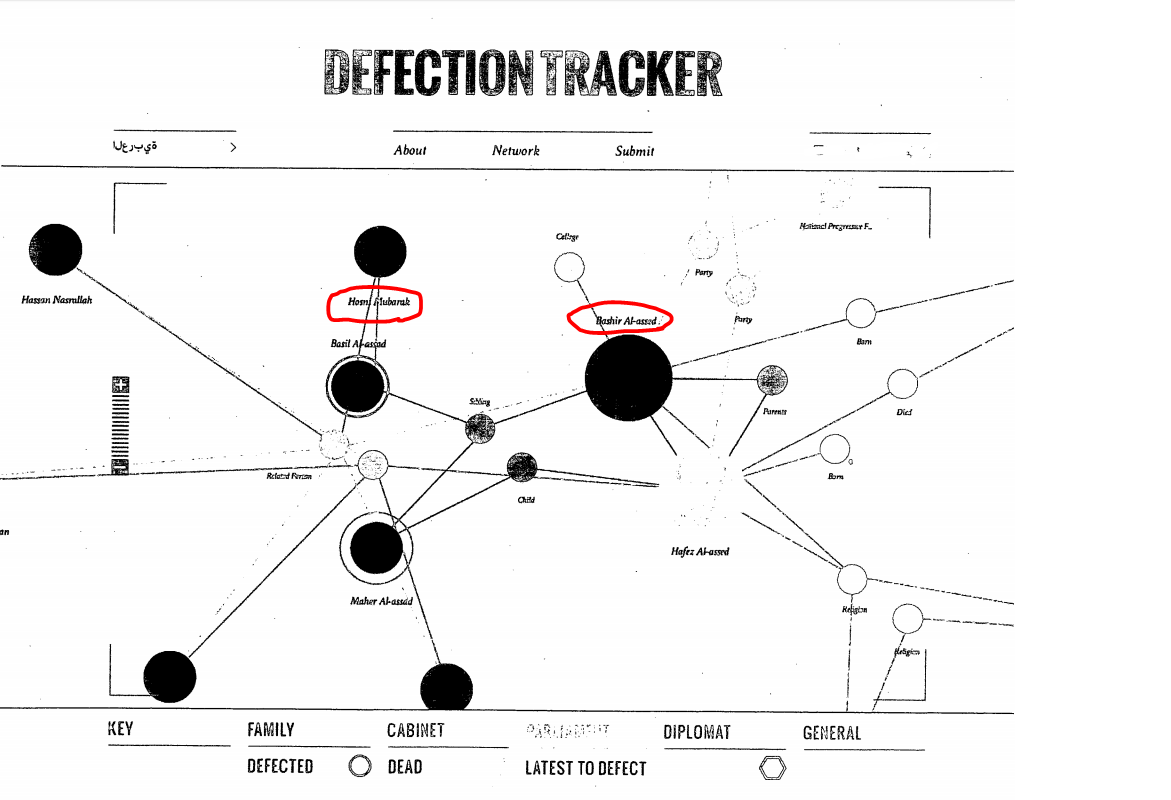 DEFECTION TRACKER
العربية >
About Network Submit
College
National Progressive F...
Party
Hassan Nasrallah
Hosni Mubarak
Bashir Al-assad
Party
Basil Al-assad
Born
Sibling
Parents
Died
Related Person
Born
Child
an
Hafez Al-assad
Maher Al-assad
Religion
Religion
KEY FAMILY CABINET PARLIAMENT DIPLOMAT GENERAL
DEFECTED DEAD LATEST TO DEFECT